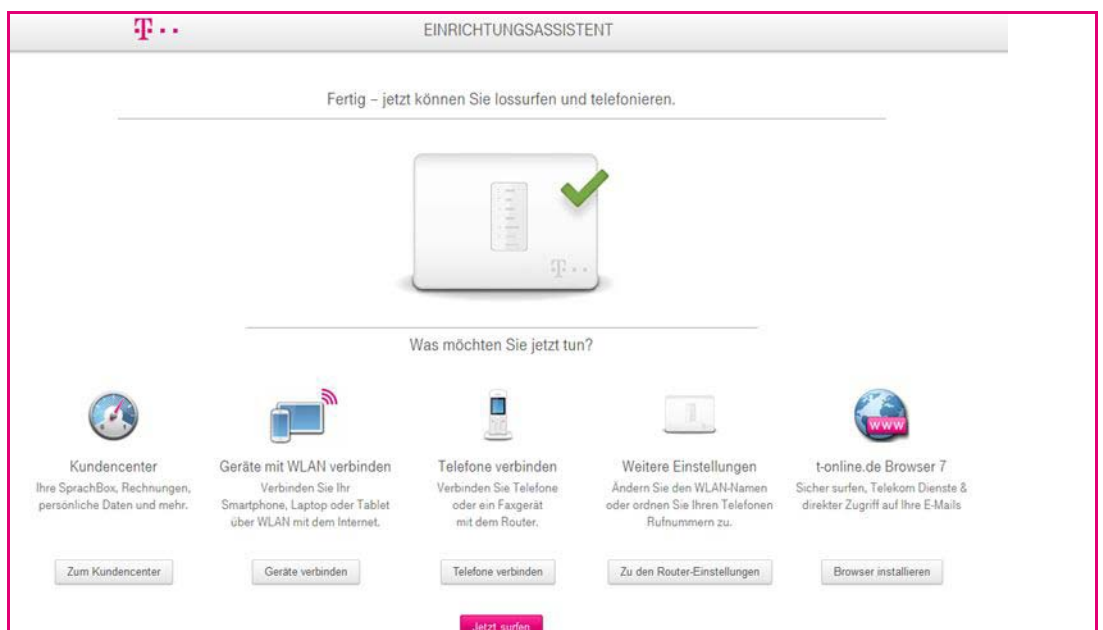 T··
EINRICHTUNGSASSISTENT
Fertig – jetzt können Sie lossurfen und telefonieren.
T··
Was möchten Sie jetzt tun?
WWW
Kundencenter
Ihre SprachBox, Rechnungen,
persönliche Daten und mehr.
Zum Kundencenter
Geräte mit WLAN verbinden
Verbinden Sie Ihr
Smartphone, Laptop oder Tablet
über WLAN mit dem Internet.
Geräte verbinden
Telefone verbinden
Verbinden Sie Telefone
oder ein Faxgerät
mit dem Router.
Telefone verbinden
Weitere Einstellungen
Ändern Sie den WLAN-Namen
oder ordnen Sie Ihren Telefonen
Rufnummern zu.
Zu den Router-Einstellungen
t-online.de Browser 7
Sicher surfen, Telekom Dienste &
direkter Zugriff auf Ihre E-Mails
Browser installieren
Jetzt surfen